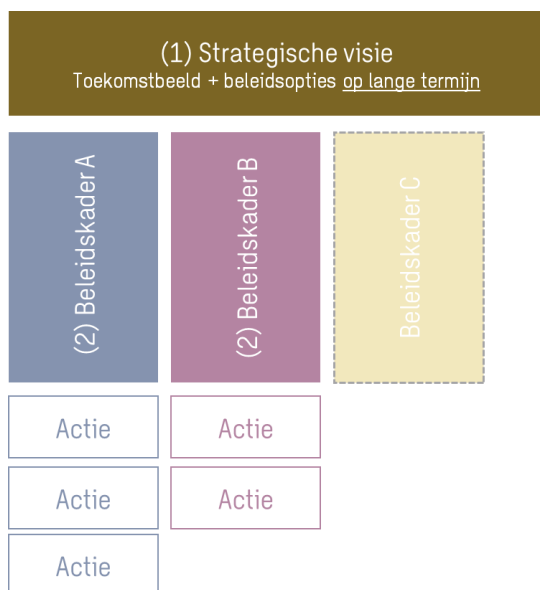 (1) Strategische visie
Toekomstbeeld + beleidsopties op lange termijn
(2) Beleidskader A
(2) Beleidskader B
Beleidskader C
Actie
Actie
Actie
Actie
Actie